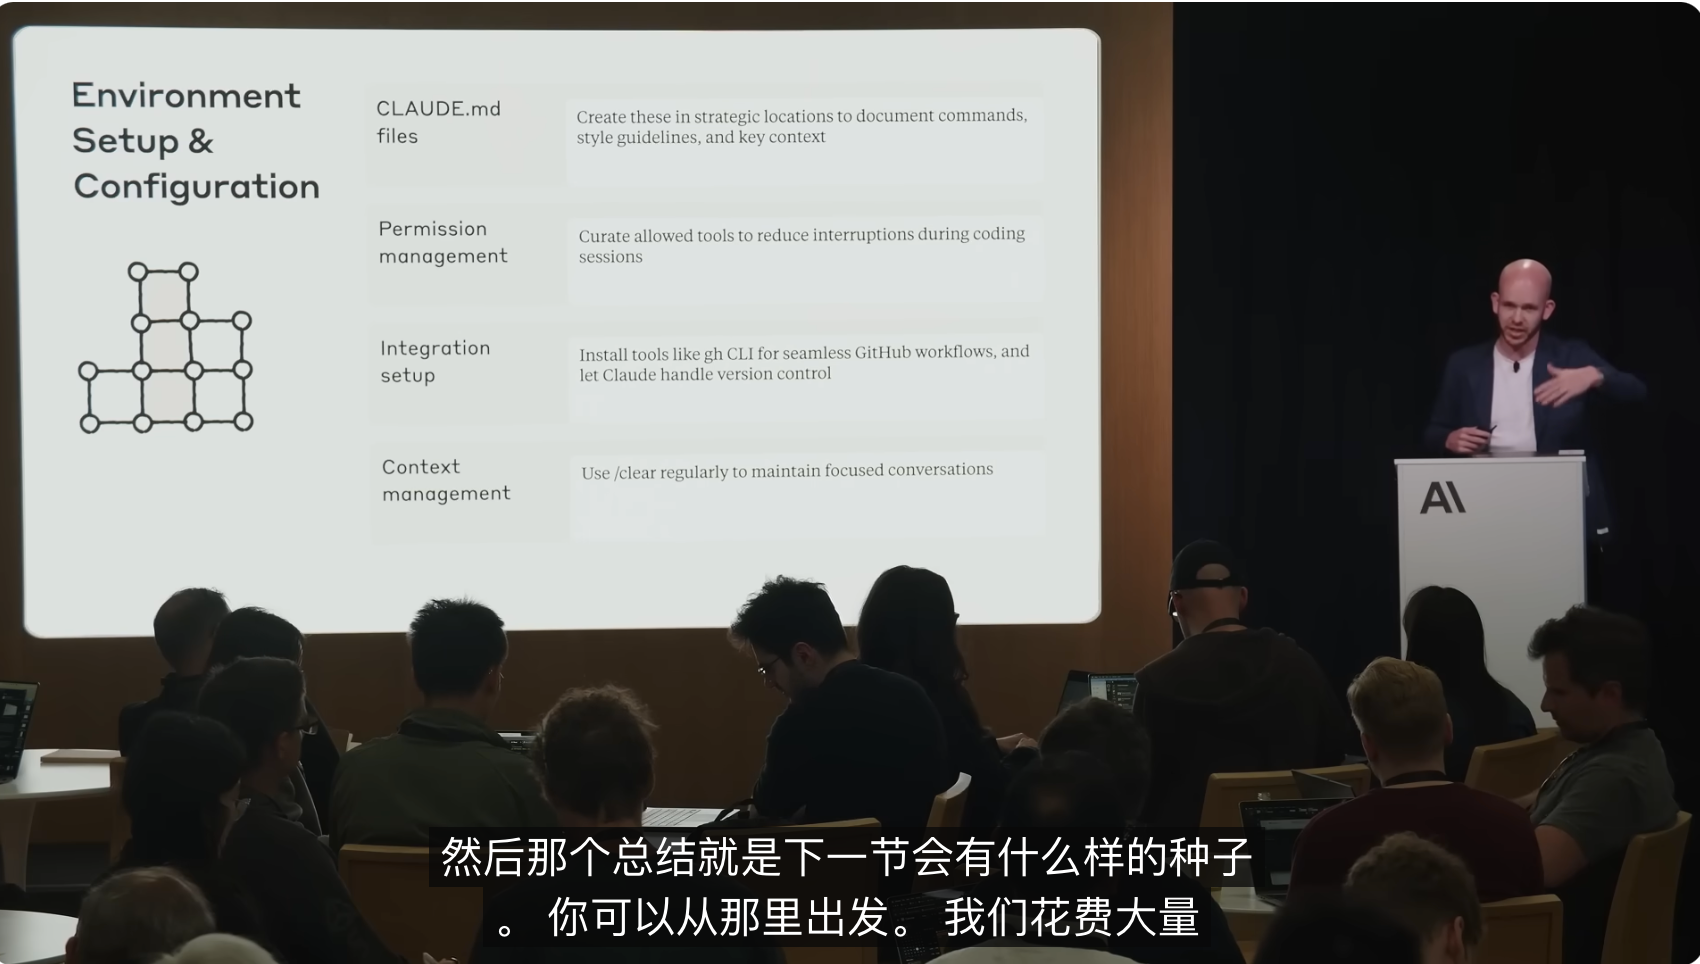 Environment
Setup &
Configuration
CLAUDE.md
files
Create these in strategic locations to document commands,
style guidelines, and key context
Permission
management
Curate allowed tools to reduce interruptions during coding
sessions
Integration
setup
Install tools like gh CLI for seamless GitHub workflows, and
let Claude handle version control
Context
management
Use /clear regularly to maintain focused conversations
A\
然后那个总结就是下一节会有什么样的种子
。 你可以从那里出发。 我们花费大量